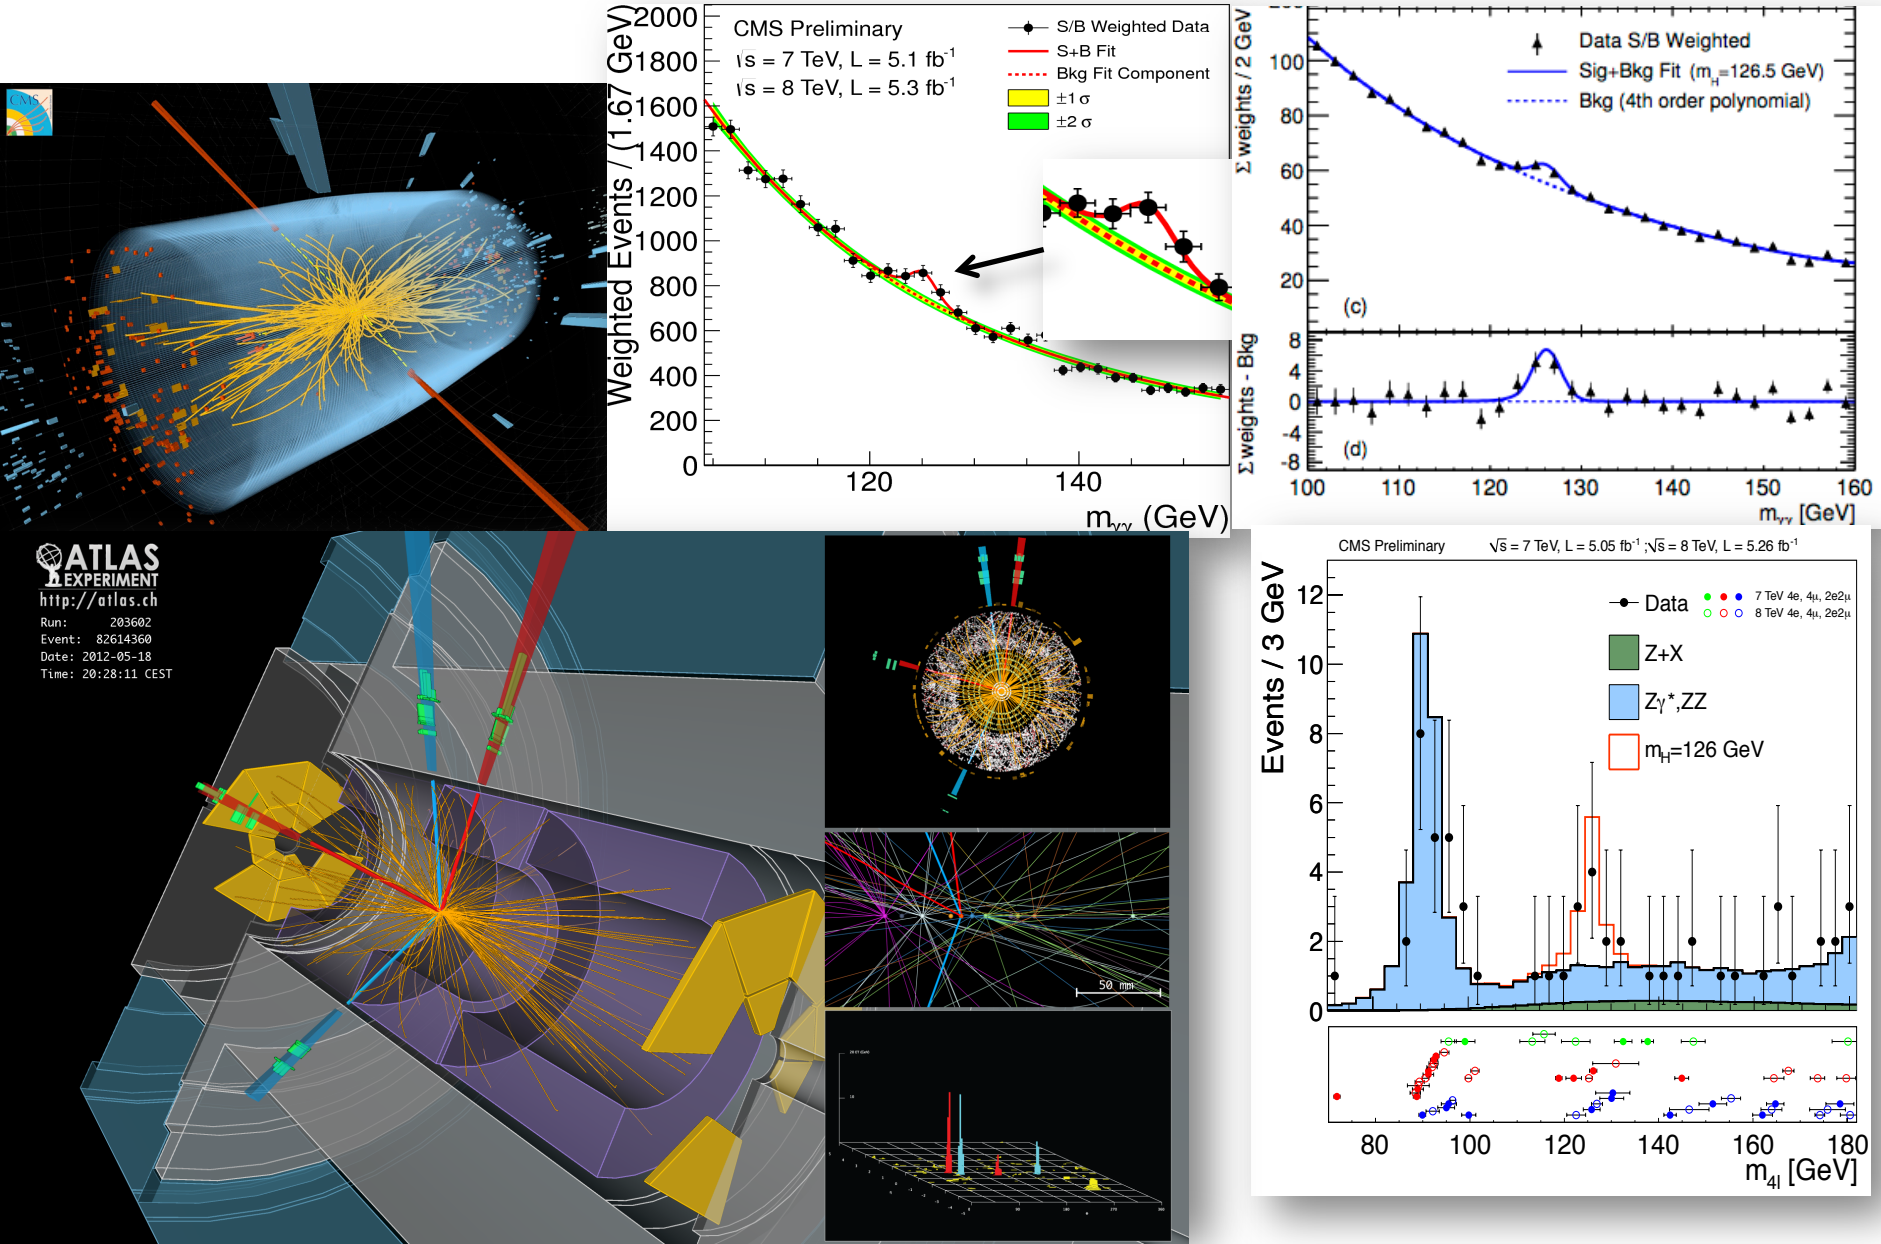 CMS
CMS Preliminary
√s = 7 TeV, L = 5.1 fb-1
√s = 8 TeV, L = 5.3 fb-1
S/B Weighted Data
S+B Fit
Bkg Fit Component
±1 σ
±2 σ
Weighted Events / (1.67 GeV)
2000
1800
1600
1400
1200
1000
800
600
400
200
0
120 140
mγγ (GeV)
Data S/B Weighted
Sig+Bkg Fit (mH=126.5 GeV)
Bkg (4th order polynomial)
Σ weights / 2 GeV
100
80
60
40
20
(c)
Σ weights - Bkg
8
4
0
-4
-8
(d)
100 110 120 130 140 150 160
mγγ [GeV]
ATLAS
EXPERIMENT
http://atlas.ch
Run: 203602
Event: 82614360
Date: 2012-05-18
Time: 20:28:11 CEST
50 mm
CMS Preliminary √s = 7 TeV, L = 5.05 fb-1 ;√s = 8 TeV, L = 5.26 fb-1
Events / 3 GeV
12
10
8
6
4
2
0
Data
7 TeV 4e, 4μ, 2e2μ
8 TeV 4e, 4μ, 2e2μ
Z+X
Zγ*,ZZ
mH=126 GeV
80 100 120 140 160 180
m4l [GeV]